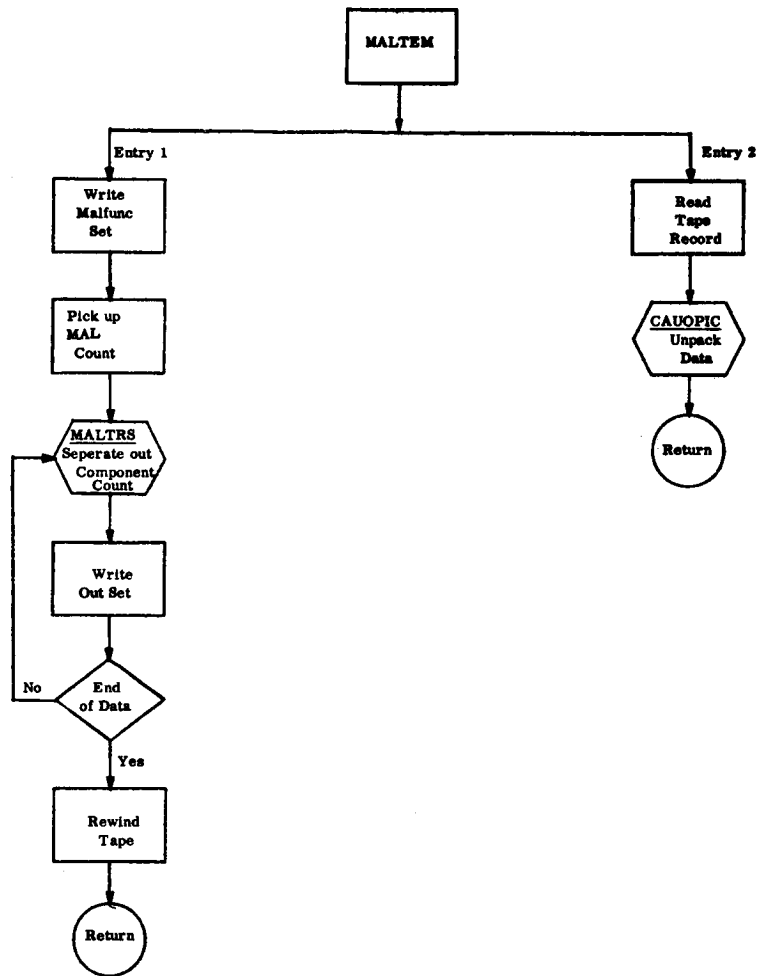 MALTEM
Entry 1
Write
Malfunc
Set
Pick up
MAL
Count
MALTRS
Seperate out
Component
Count
Write
Out Set
End
of Data
No
Yes
Rewind
Tape
Return
Entry 2
Read
Tape
Record
CAUOPIC
Unpack
Data
Return